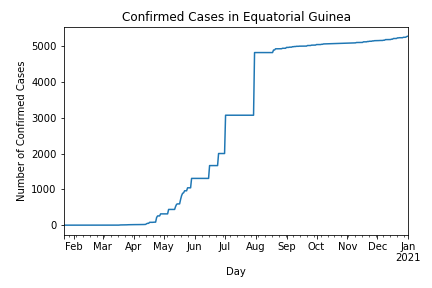 Confirmed Cases in Equatorial Guinea
Number of Confirmed Cases
5000
4000
3000
2000
1000
0
Feb Mar Apr May Jun Jul Aug Sep Oct Nov Dec Jan
2021
Day